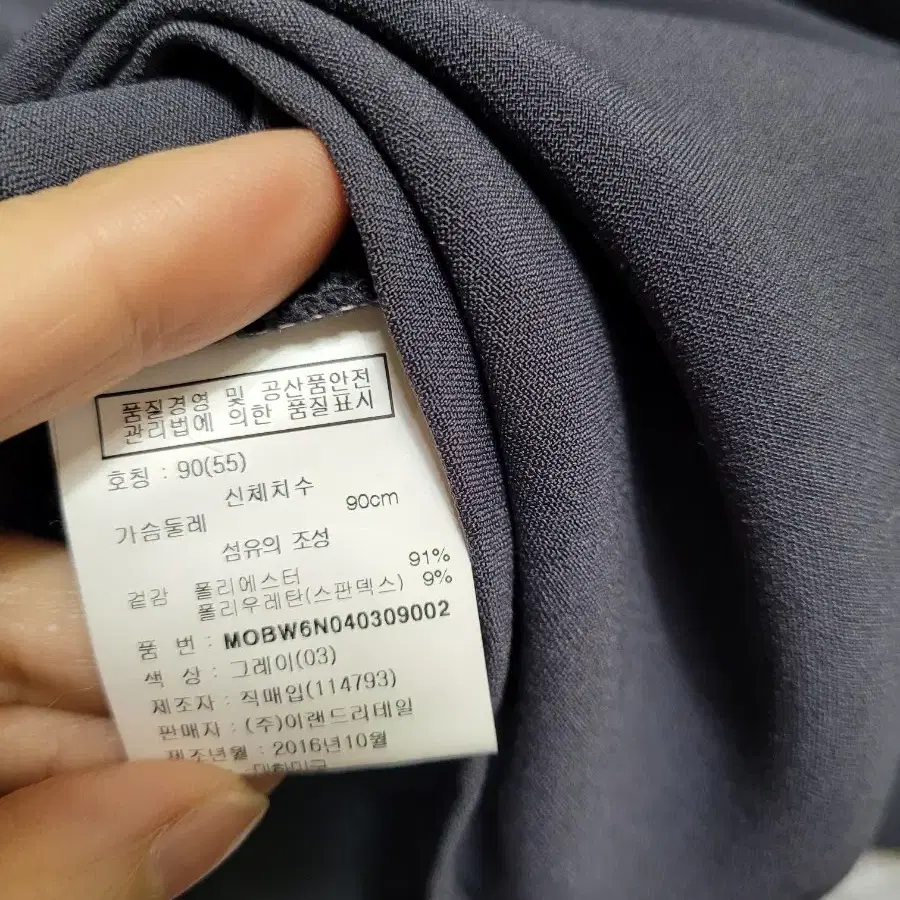 품질경영 및 공산품안전
관리법에 의한 품질표시
호칭 : 90(55)
신체치수
가슴둘레 90cm
섬유의 조성
겉감 폴리에스터 91%
폴리우레탄(스판덱스) 9%
품 번 : MOBW6N040309002
색 상 : 그레이(03)
제조자 : 직매입(114793)
판매자 : (주)이랜드리테일
제조년월 : 2016년10월